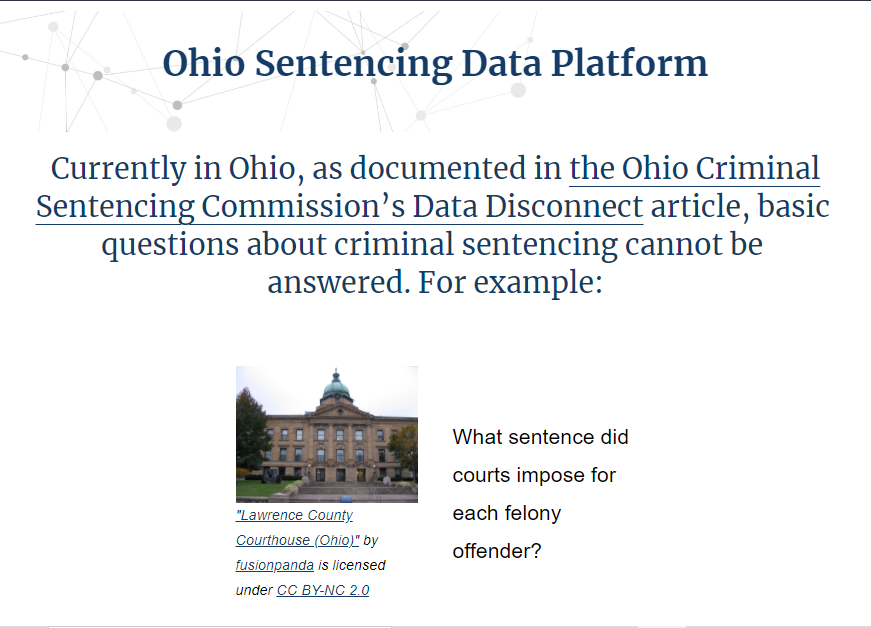 Ohio Sentencing Data Platform
Currently in Ohio, as documented in the Ohio Criminal
Sentencing Commission’s Data Disconnect article, basic
questions about criminal sentencing cannot be
answered. For example:
"Lawrence County
Courthouse (Ohio)" by
fusionpanda is licensed
under CC BY-NC 2.0
What sentence did
courts impose for
each felony
offender?